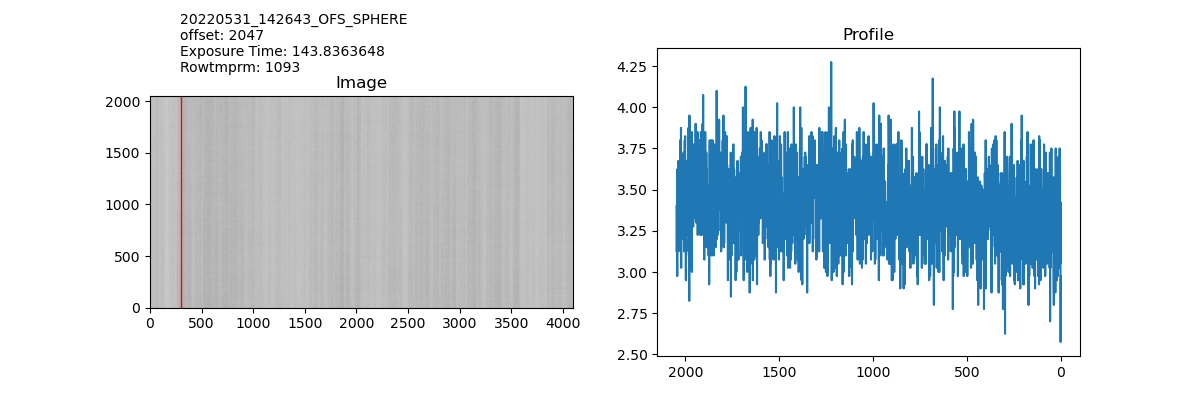 20220531_142643_OFS_SPHERE
offset: 2047
Exposure Time: 143.8363648
Rowtmprm: 1093
Image
2000
1500
1000
500
0
0 500 1000 1500 2000 2500 3000 3500 4000
Profile
4.25
4.00
3.75
3.50
3.25
3.00
2.75
2.50
2000 1500 1000 500 0